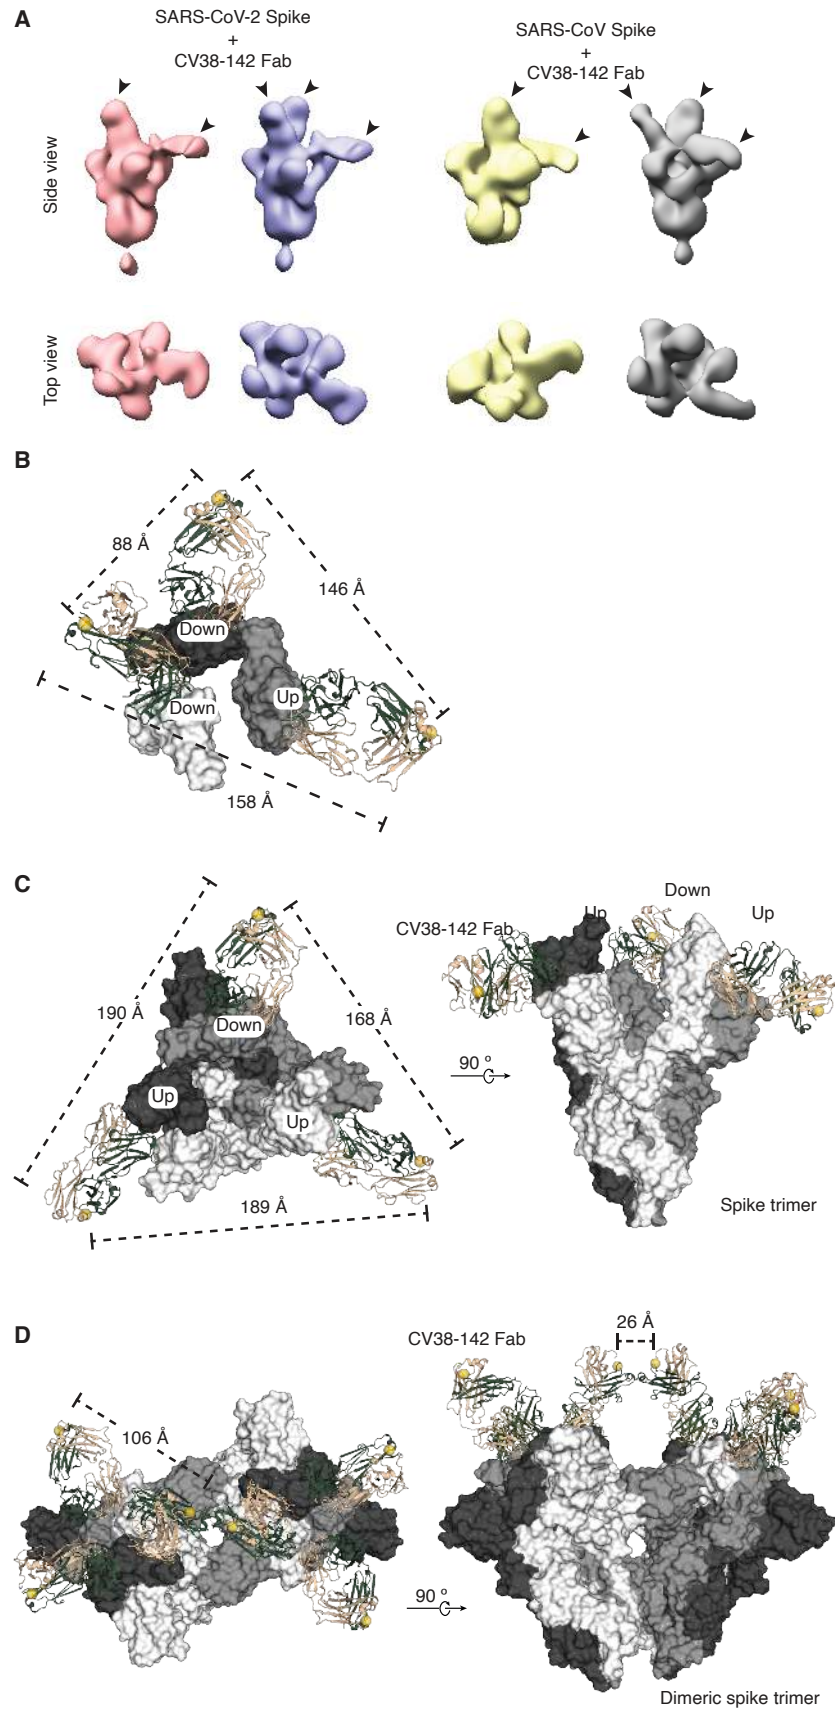 A
SARS-CoV-2 Spike
+
CV38-142 Fab
SARS-CoV Spike
+
CV38-142 Fab
Side view
Top view
B
88 Å
146 Å
Down
Down
Up
158 Å
C
190 Å
Down
168 Å
Up
Up
189 Å
90 º
CV38-142 Fab
Up
Down
Up
Spike trimer
D
106 Å
90 º
CV38-142 Fab
26 Å
Dimeric spike trimer